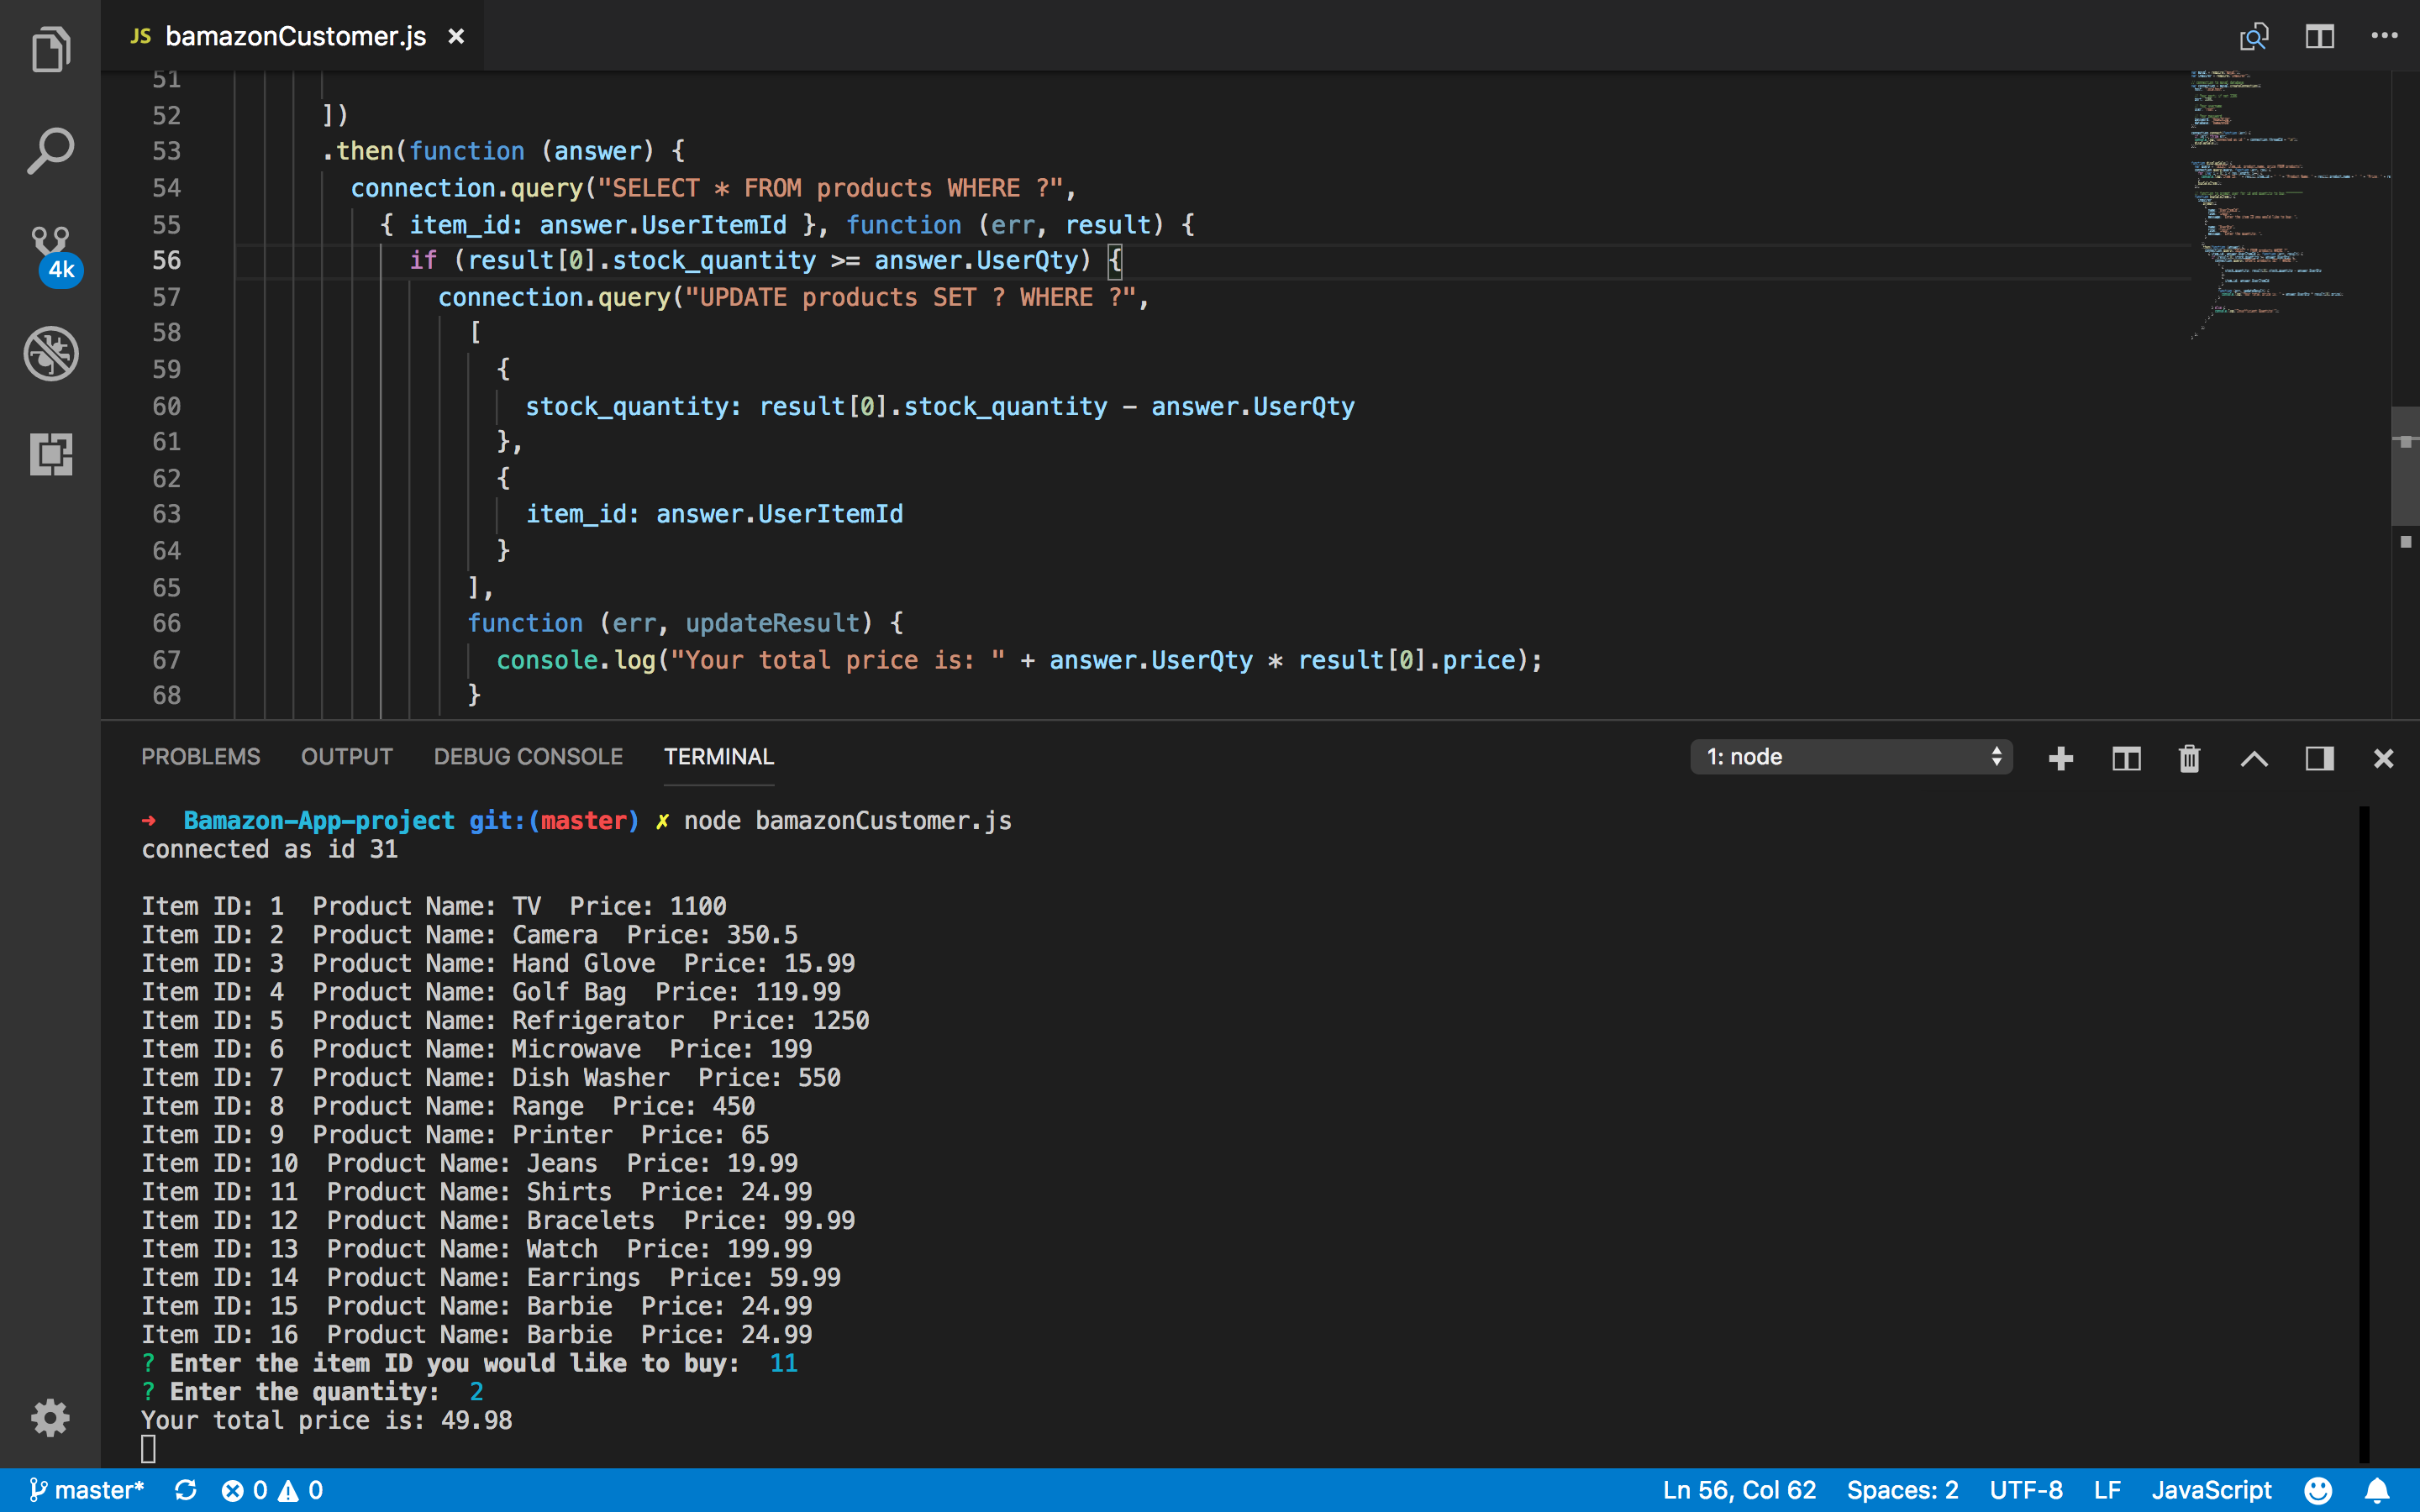 JS bamazonCustomer.js ×
51
52 ])
53 .then(function (answer) {
54 connection.query("SELECT * FROM products WHERE ?",
55 { item_id: answer.UserItemId }, function (err, result) {
56 if (result[0].stock_quantity >= answer.UserQty) {
57 connection.query("UPDATE products SET ? WHERE ?",
58 [
59 {
60 stock_quantity: result[0].stock_quantity - answer.UserQty
61 },
62 {
63 item_id: answer.UserItemId
64 }
65 ],
66 function (err, updateResult) {
67 console.log("Your total price is: " + answer.UserQty * result[0].price);
68 }
4k
PROBLEMS OUTPUT DEBUG CONSOLE TERMINAL 1: node
➜ Bamazon-App-project git:(master) ✗ node bamazonCustomer.js
connected as id 31
Item ID: 1 Product Name: TV Price: 1100
Item ID: 2 Product Name: Camera Price: 350.5
Item ID: 3 Product Name: Hand Glove Price: 15.99
Item ID: 4 Product Name: Golf Bag Price: 119.99
Item ID: 5 Product Name: Refrigerator Price: 1250
Item ID: 6 Product Name: Microwave Price: 199
Item ID: 7 Product Name: Dish Washer Price: 550
Item ID: 8 Product Name: Range Price: 450
Item ID: 9 Product Name: Printer Price: 65
Item ID: 10 Product Name: Jeans Price: 19.99
Item ID: 11 Product Name: Shirts Price: 24.99
Item ID: 12 Product Name: Bracelets Price: 99.99
Item ID: 13 Product Name: Watch Price: 199.99
Item ID: 14 Product Name: Earrings Price: 59.99
Item ID: 15 Product Name: Barbie Price: 24.99
Item ID: 16 Product Name: Barbie Price: 24.99
? Enter the item ID you would like to buy: 11
? Enter the quantity: 2
Your total price is: 49.98
master* 0 0 Ln 56, Col 62 Spaces: 2 UTF-8 LF JavaScript